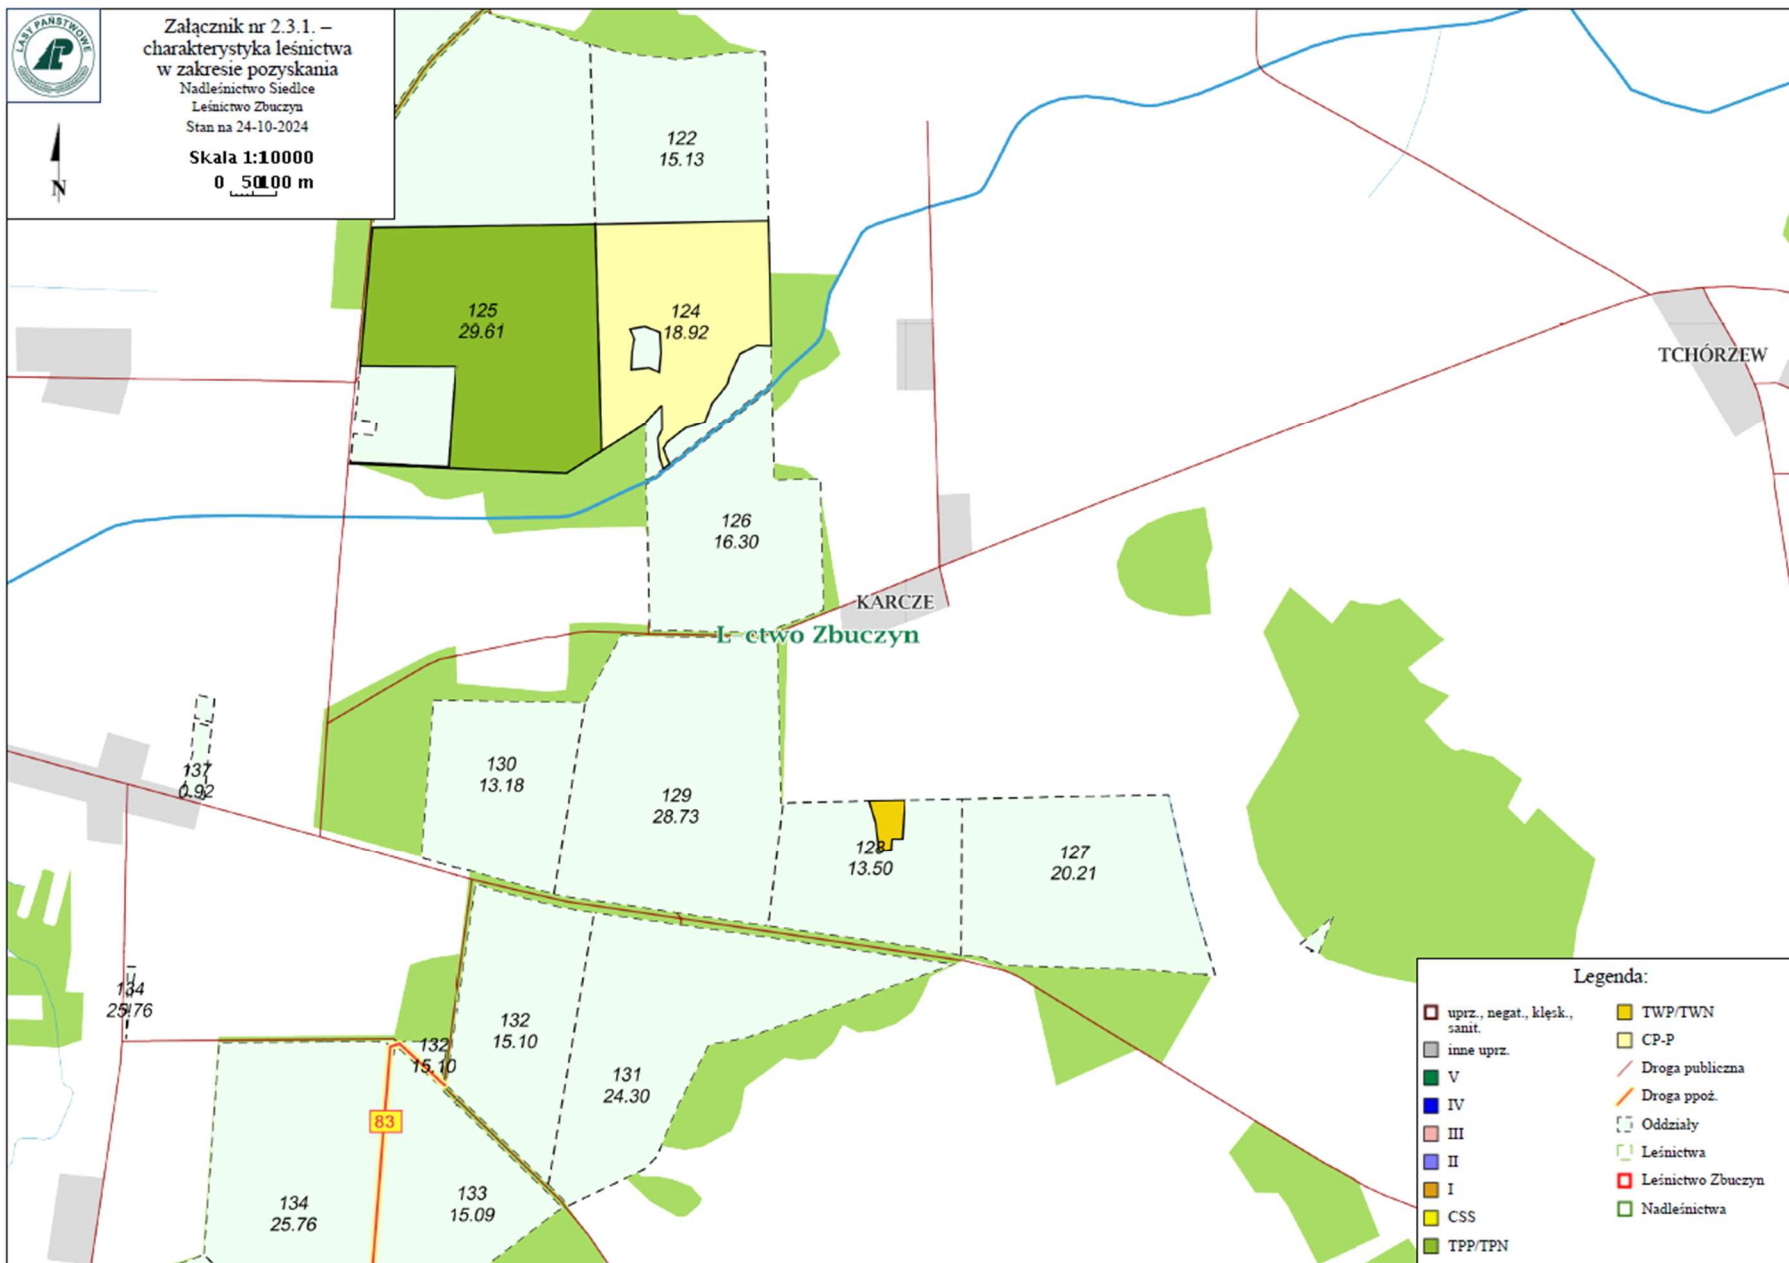 LASY PAŃSTWOWE
Załącznik nr 2.3.1. –
charakterystyka leśnictwa
w zakresie pozyskania
Nadleśnictwo Siedlce
Leśnictwo Zbuczyn
Stan na 24-10-2024
Skala 1:10000
0 50100 m
N
122
15.13
125
29.61
124
18.92
TCHÓRZEW
126
16.30
KARCZE
L ctwo Zbuczyn
137
0.92
130
13.18
129
28.73
128
13.50
127
20.21
134
25.76
132
15.10
132
15.10
131
24.30
83
134
25.76
133
15.09
Legenda:
uprz., negat., klęsk.,
sanit.
inne uprz.
V
IV
III
II
I
CSS
TPP/TPN
TWP/TWN
CP-P
Droga publiczna
Droga ppoż.
Oddziały
Leśnictwa
Leśnictwo Zbuczyn
Nadleśnictwa